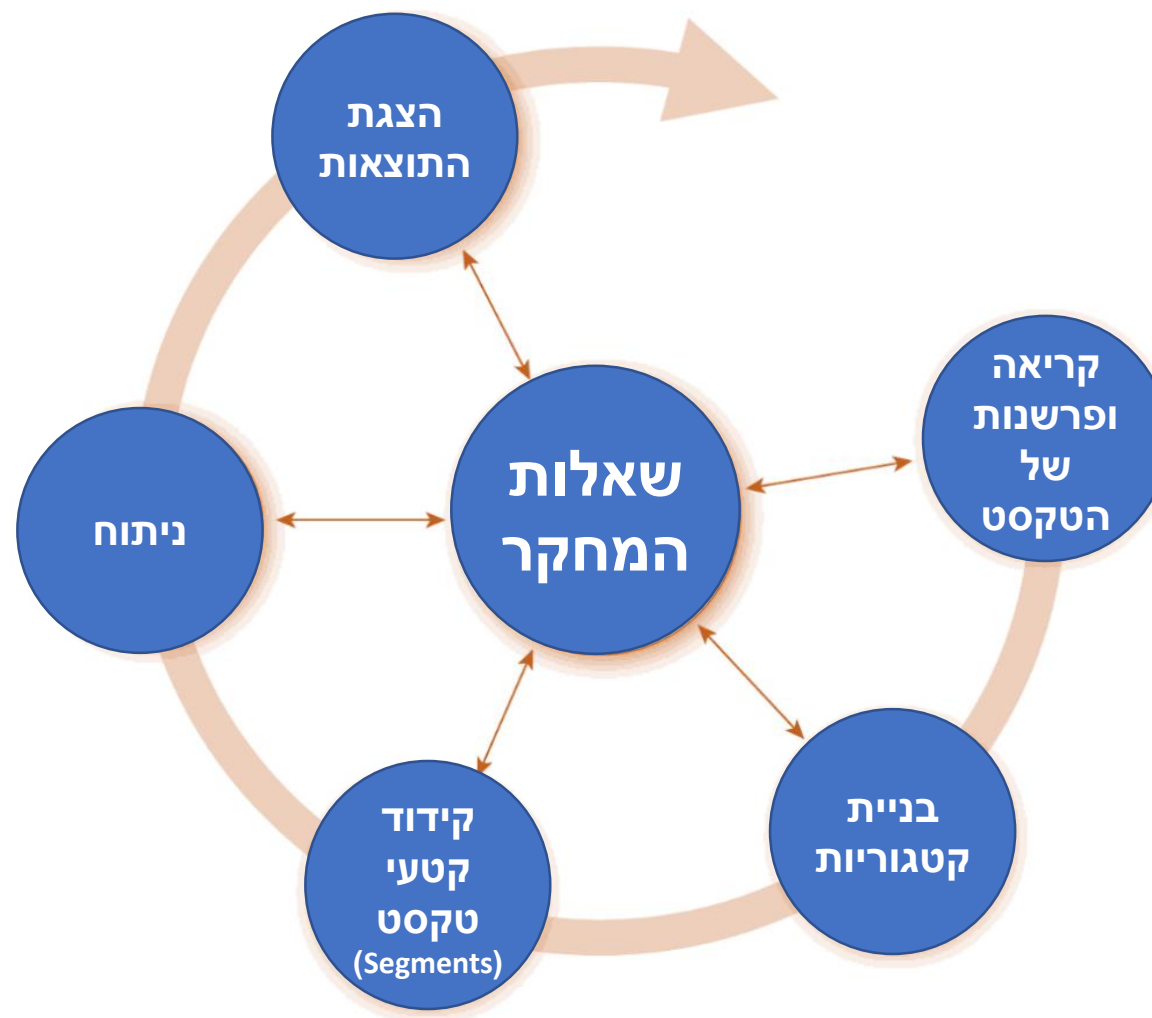 הצגת
התוצאות
קריאה
ופרשנות
של
הטקסט
שאלות
המחקר
ניתוח
בניית
קטגוריות
קידוד
קטעי
טקסט
(Segments)